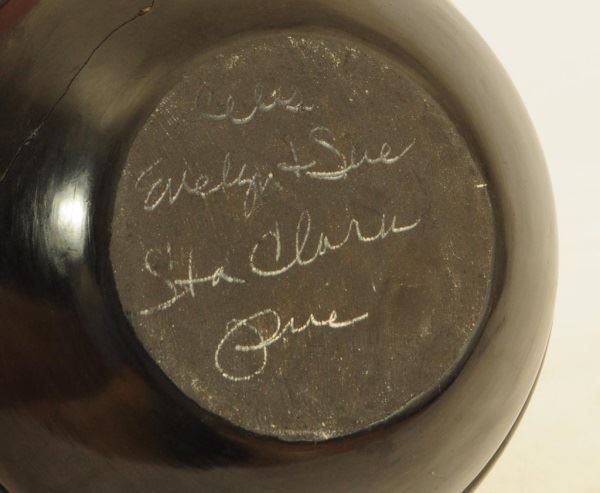 Evelyn + Sue
Sta Clara
Pue